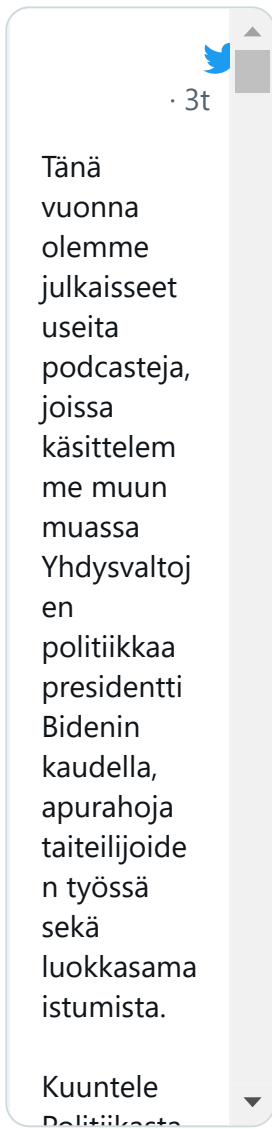 · 3t
Tänä
vuonna
olemme
julkaisseet
useita
podcasteja,
joissa
käsittelem
me muun
muassa
Yhdysvaltoj
en
politiikkaa
presidentti
Bidenin
kaudella,
apurahoja
taiteilijoide
n työssä
sekä
luokkasama
istumista.
Kuuntele
Politiikasta